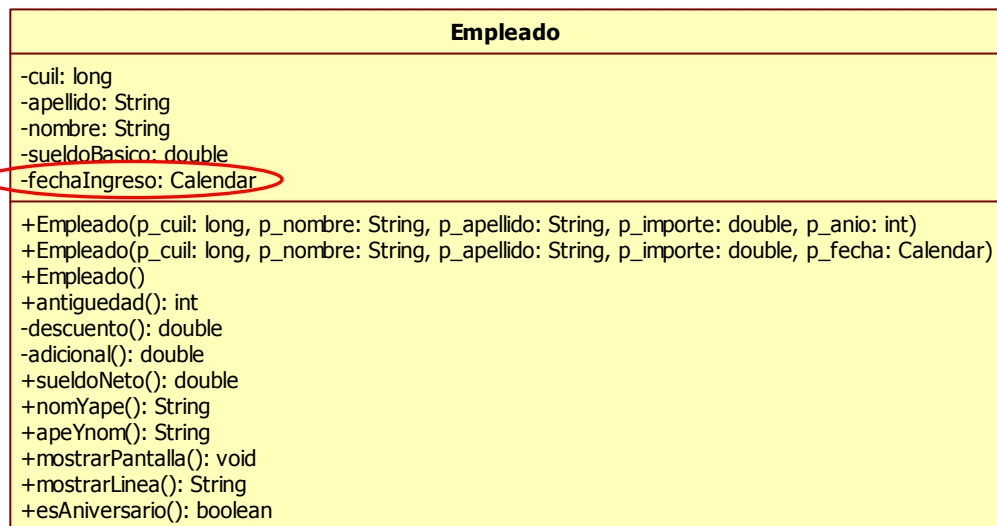 Empleado
-cuil: long
-apellido: String
-nombre: String
-sueldoBasico: double
-fechaIngreso: Calendar
+Empleado(p_cuil: long, p_nombre: String, p_apellido: String, p_importe: double, p_anio: int)
+Empleado(p_cuil: long, p_nombre: String, p_apellido: String, p_importe: double, p_fecha: Calendar)
+Empleado()
+antiguedad(): int
-descuento(): double
-adicional(): double
+sueldoNeto(): double
+nomYape(): String
+apeYnom(): String
+mostrarPantalla(): void
+mostrarLinea(): String
+esAniversario(): boolean